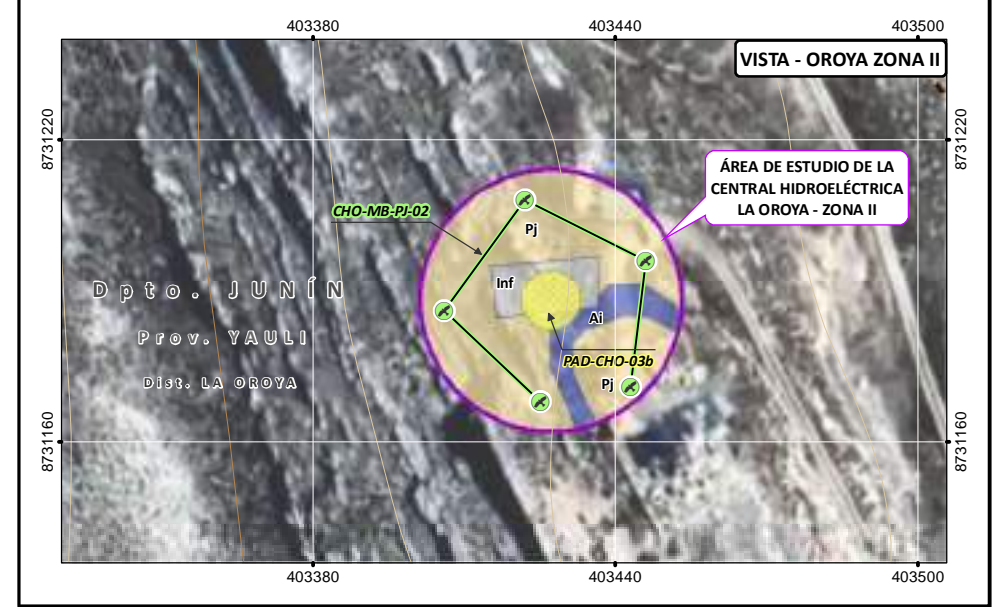 403380
403440
403500
VISTA - OROYA ZONA II
8731220
8731220
ÁREA DE ESTUDIO DE LA
CENTRAL HIDROELÉCTRICA
LA OROYA - ZONA II
CHO-MB-PJ-02
Pj
Inf
Dpto. JUNÍN
Ai
Prov. YAULI
PAD-CHO-03b
Dist. LA OROYA
Pj
8731160
8731160
403380
403440
403500